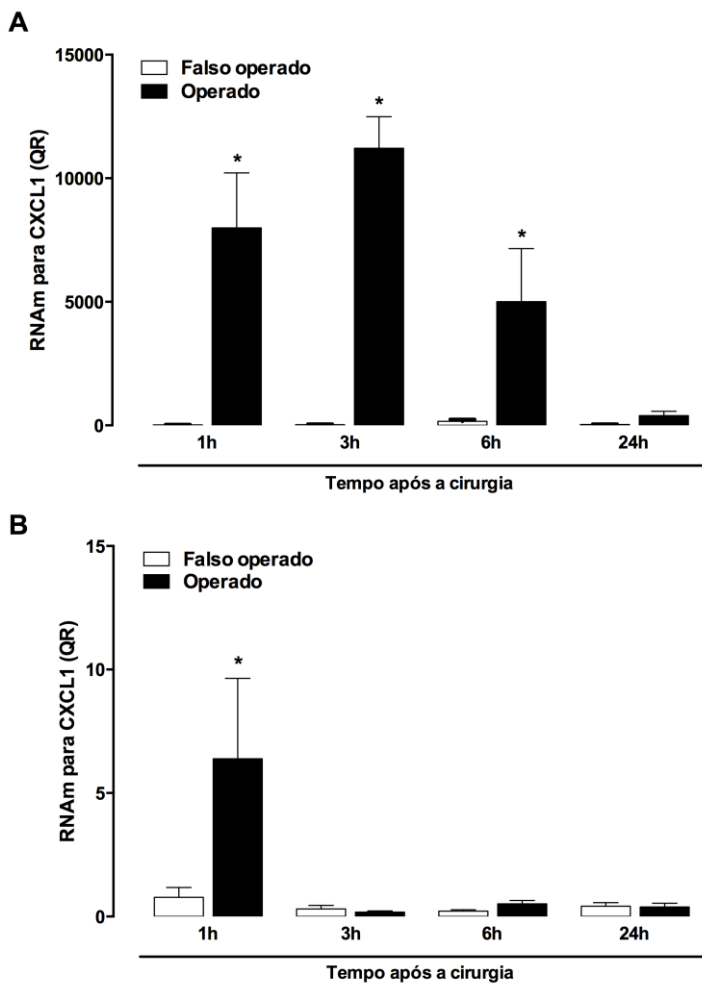 A
15000
10000
5000
0
RNAm para CXCL1 (QR)
Falso operado
Operado
*
*
*
1h 3h 6h 24h
Tempo após a cirurgia
B
15
10
5
0
RNAm para CXCL1 (QR)
Falso operado
Operado
*
1h 3h 6h 24h
Tempo após a cirurgia